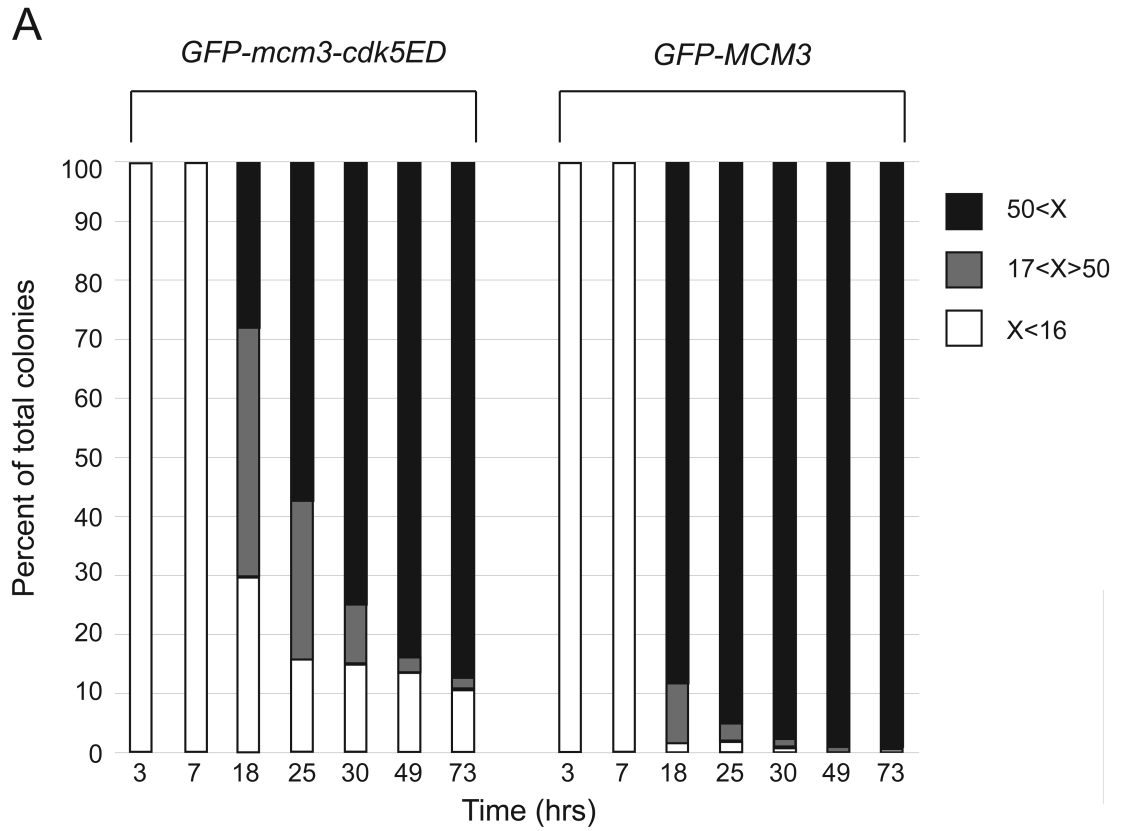 A
GFP-mcm3-cdk5ED
GFP-MCM3
100
90
80
70
60
50
40
30
20
10
0
Percent of total colonies
3 7 18 25 30 49 73
3 7 18 25 30 49 73
Time (hrs)
50<X
17<X>50
X<16